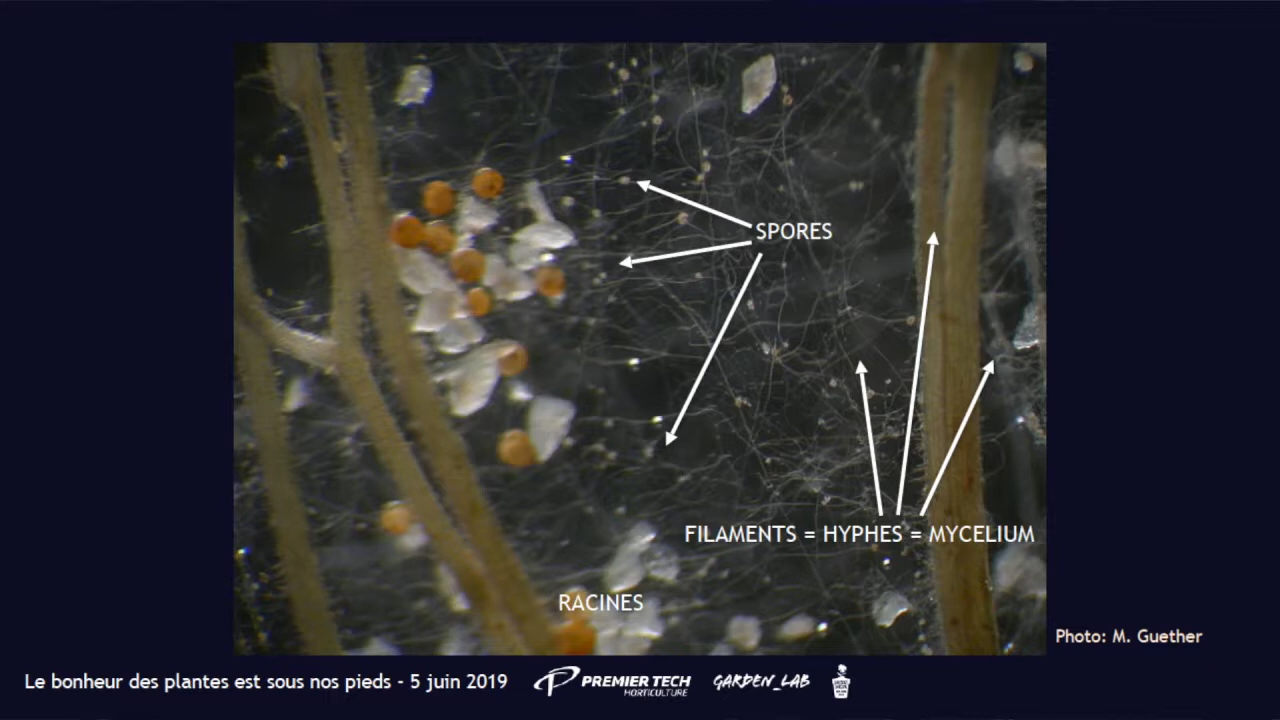 SPORES
FILAMENTS = HYPHES = MYCELIUM
RACINES
Photo: M. Guether
Le bonheur des plantes est sous nos pieds - 5 juin 2019
PREMIER TECH
HORTICULTURE
GARDEN_LAB